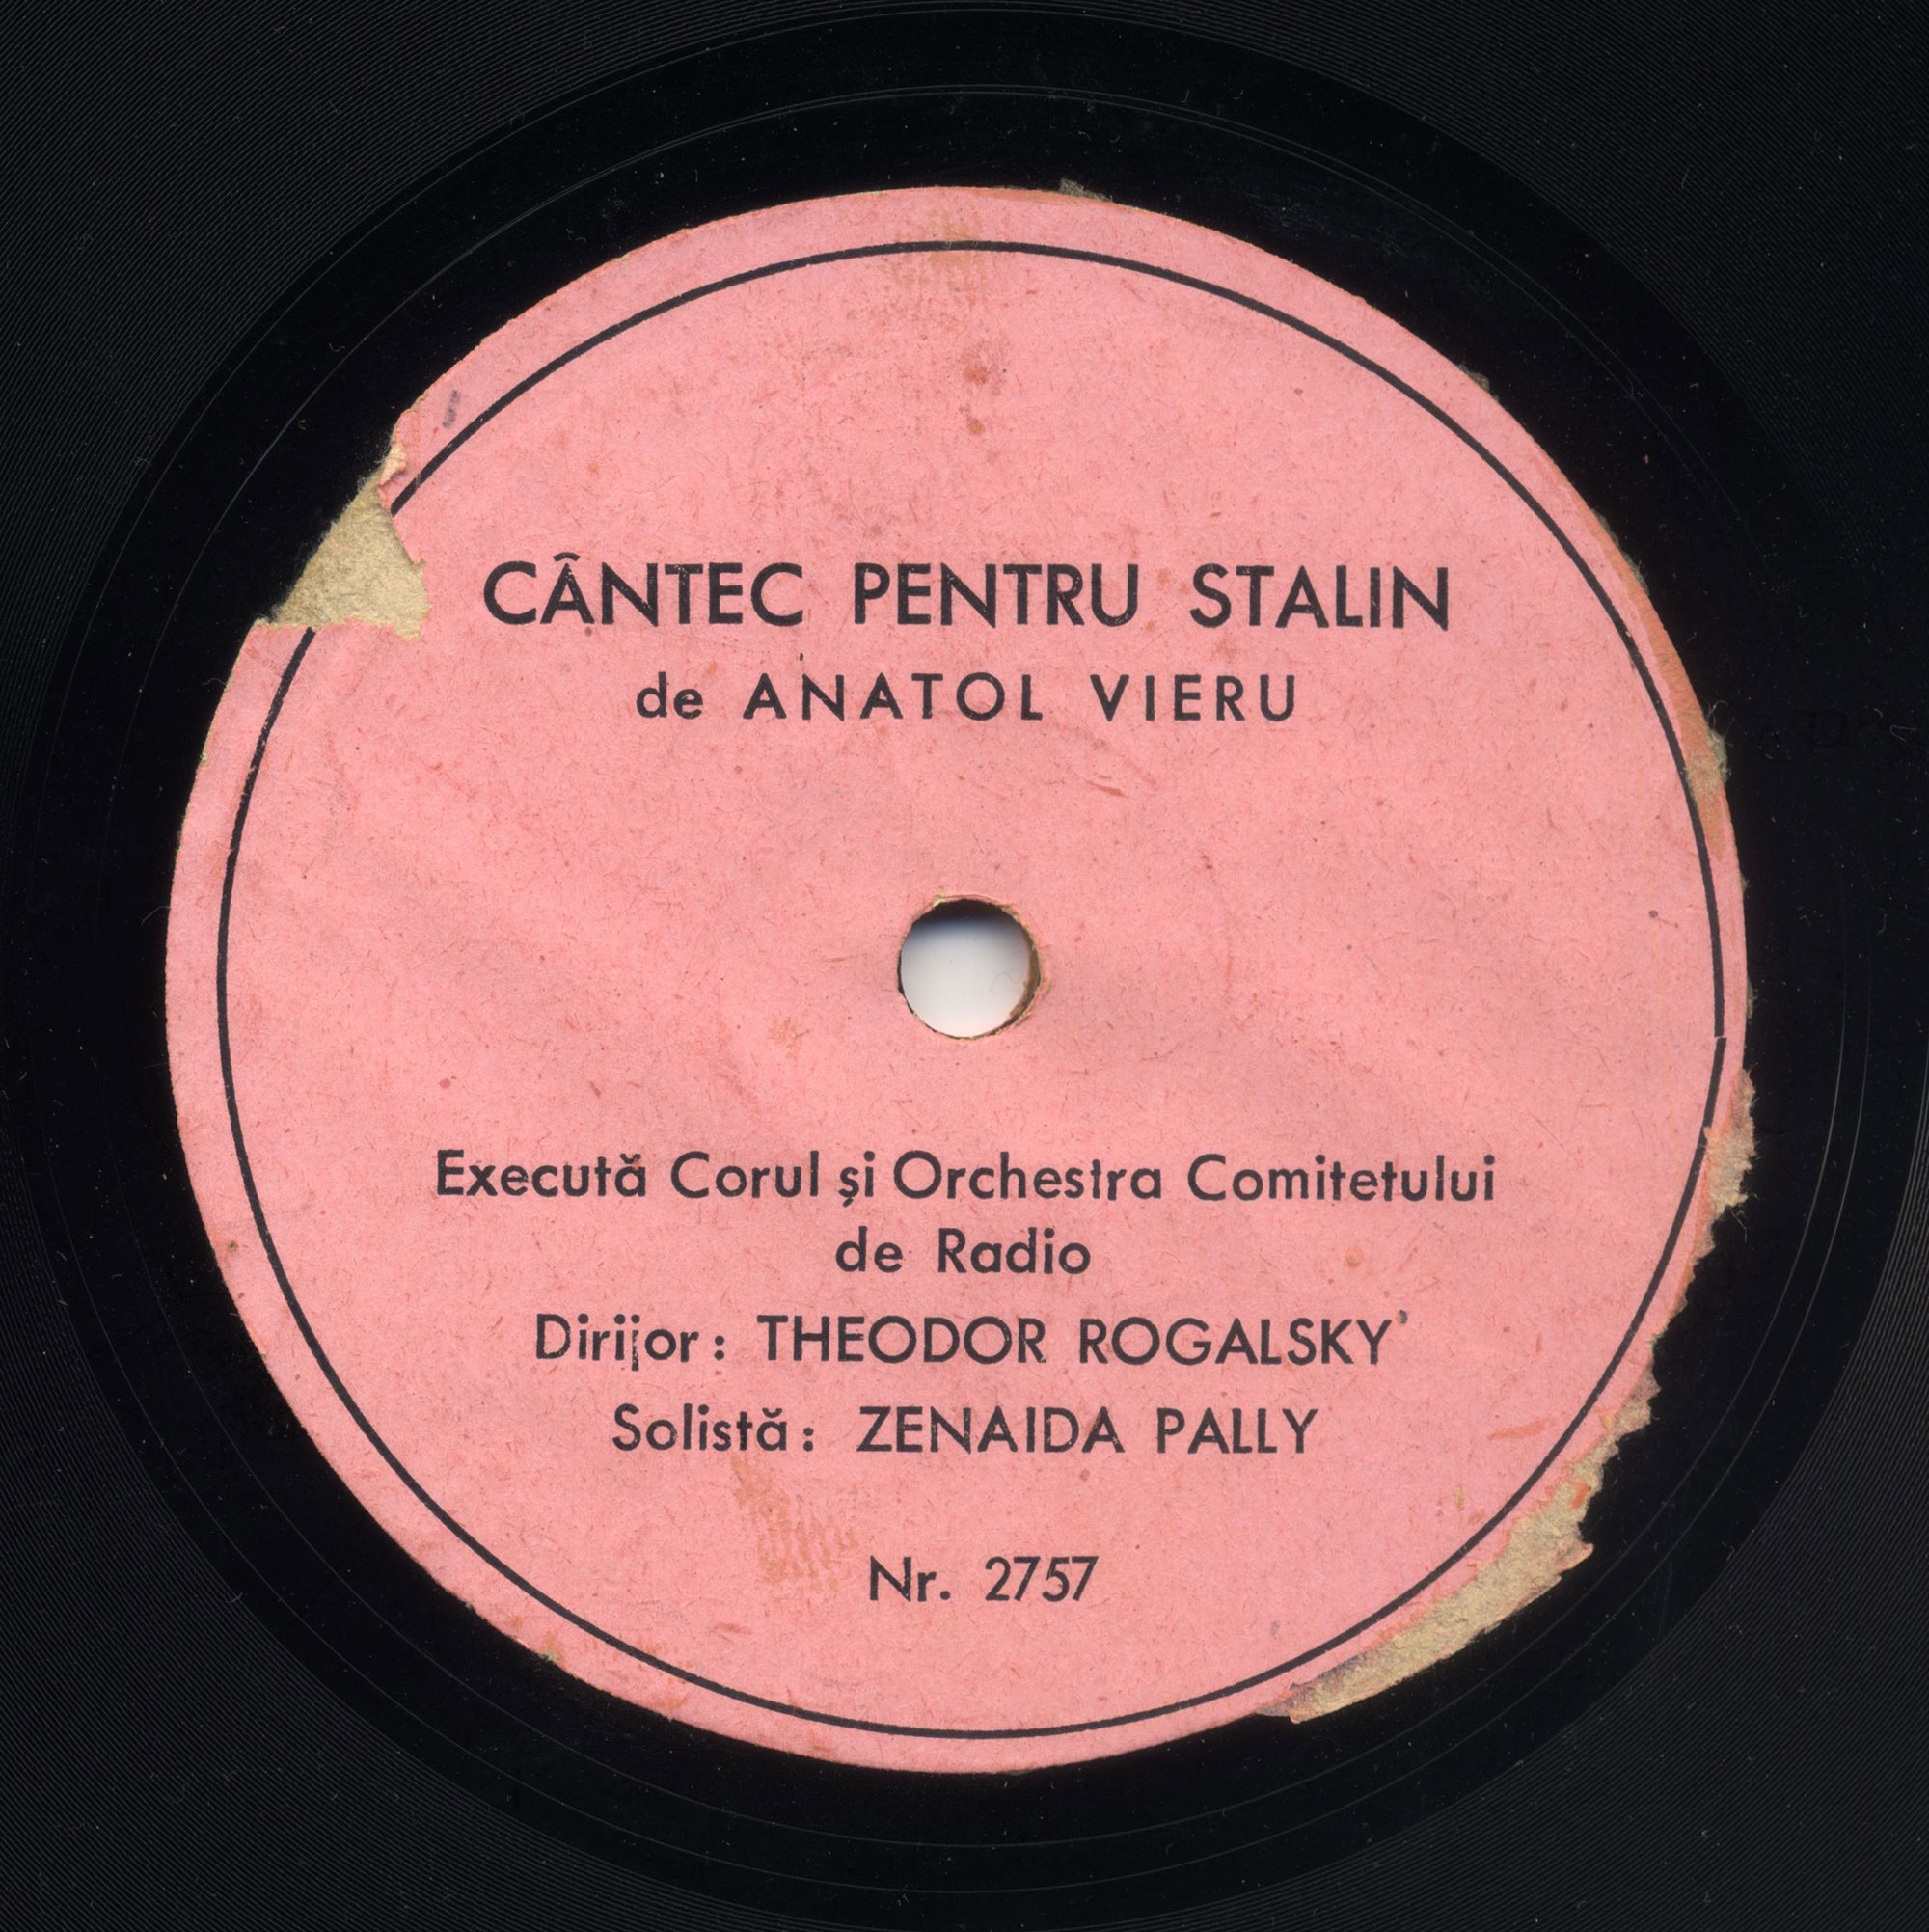 CÂNTEC PENTRU STALIN
de ANATOL VIERU
Execută Corul și Orchestra Comitetului
de Radio
Dirijor: THEODOR ROGALSKY
Solistă: ZENAIDA PALLY
Nr. 2757